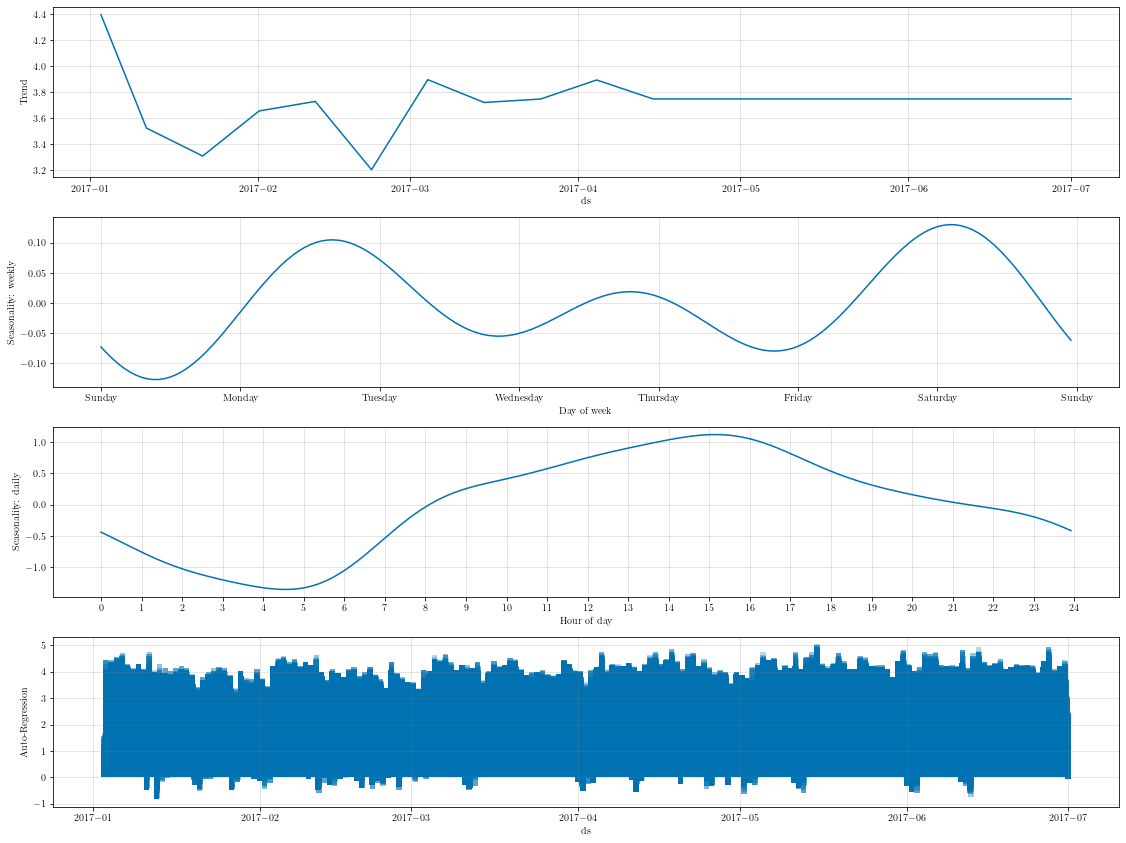 4.4
4.2
4.0
3.8
3.6
3.4
3.2
Trend
2017−01 2017−02 2017−03 2017−04 2017−05 2017−06 2017−07
ds
0.10
0.05
0.00
−0.05
−0.10
Seasonality: weekly
Sunday Monday Tuesday Wednesday Thursday Friday Saturday Sunday
Day of week
1.0
0.5
0.0
−0.5
−1.0
Seasonality: daily
0 1 2 3 4 5 6 7 8 9 10 11 12 13 14 15 16 17 18 19 20 21 22 23 24
Hour of day
5
4
3
2
1
0
−1
Auto-Regression
2017−01 2017−02 2017−03 2017−04 2017−05 2017−06 2017−07
ds